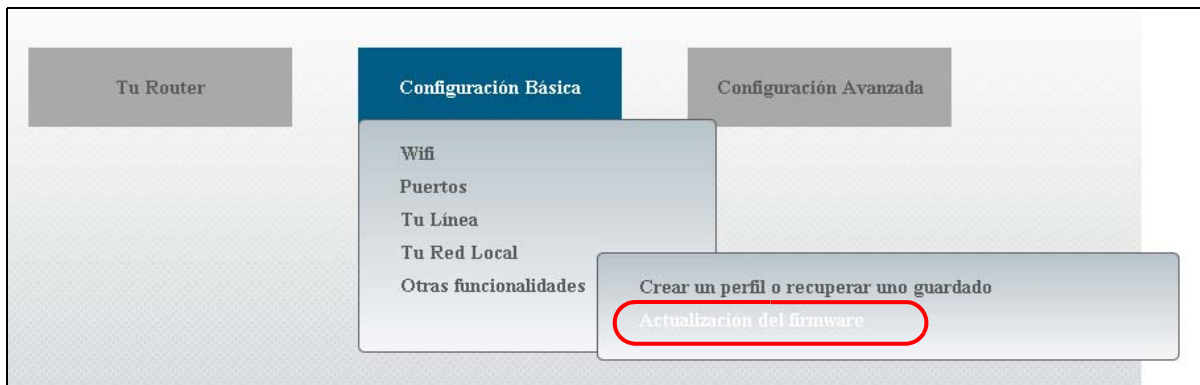 Tu Router
Configuración Básica
Configuración Avanzada
Wifi
Puertos
Tu Línea
Tu Red Local
Otras funcionalidades
Crear un perfil o recuperar uno guardado
Actualización del firmware